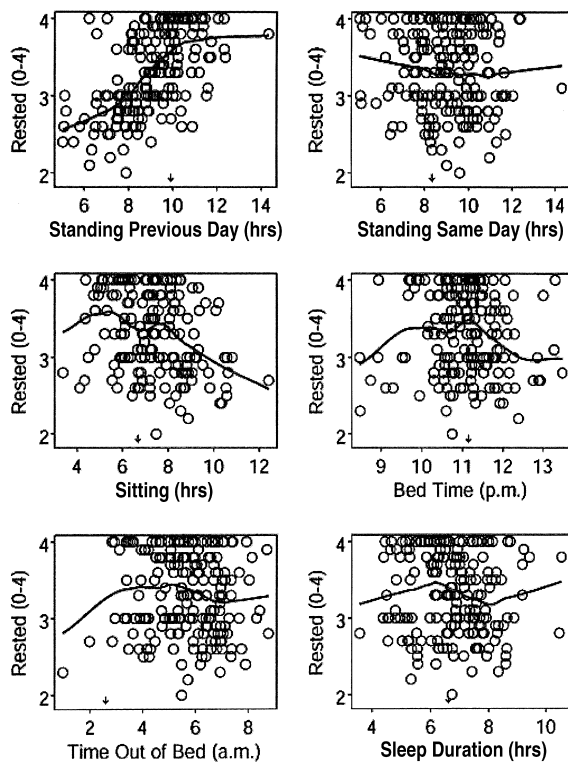 4
3
2
Rested (0-4)
6 8 10 12 14
Standing Previous Day (hrs)
4
3
2
Rested (0-4)
6 8 10 12 14
Standing Same Day (hrs)
4
3
2
Rested (0-4)
4 6 8 10 12
Sitting (hrs)
4
3
2
Rested (0-4)
9 10 11 12 13
Bed Time (p.m.)
4
3
2
Rested (0-4)
2 4 6 8
Time Out of Bed (a.m.)
4
3
2
Rested (0-4)
4 6 8 10
Sleep Duration (hrs)